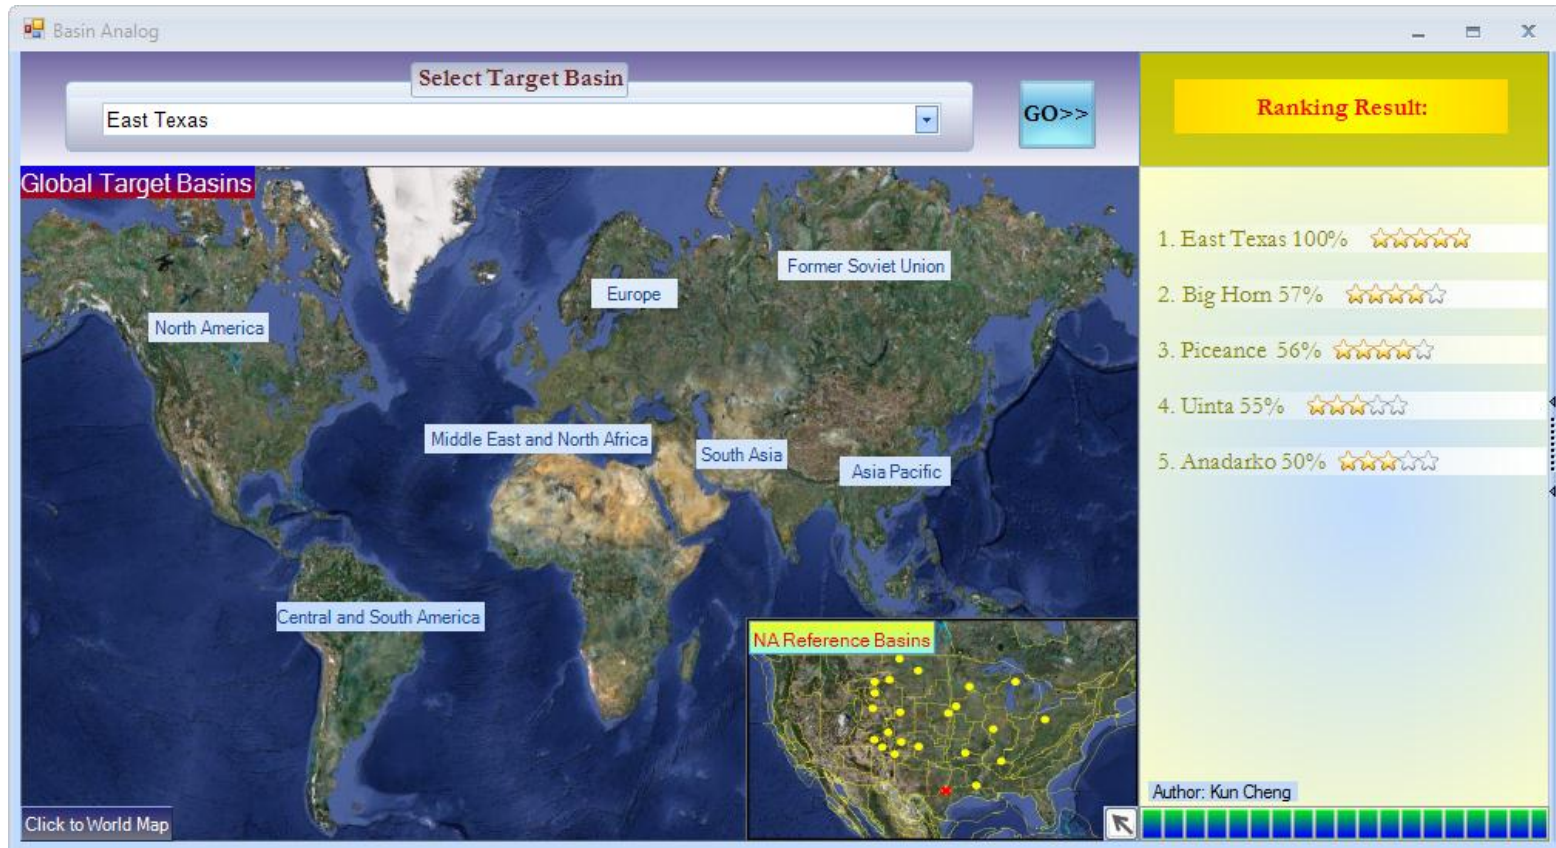 Basin Analog
Select Target Basin
East Texas
GO>>
Ranking Result:
Global Target Basins
North America
Europe
Former Soviet Union
Middle East and North Africa
South Asia
Asia Pacific
Central and South America
NA Reference Basins
Click to World Map
1. East Texas 100%
2. Big Horn 57%
3. Piceance 56%
4. Uinta 55%
5. Anadarko 50%
Author: Kun Cheng